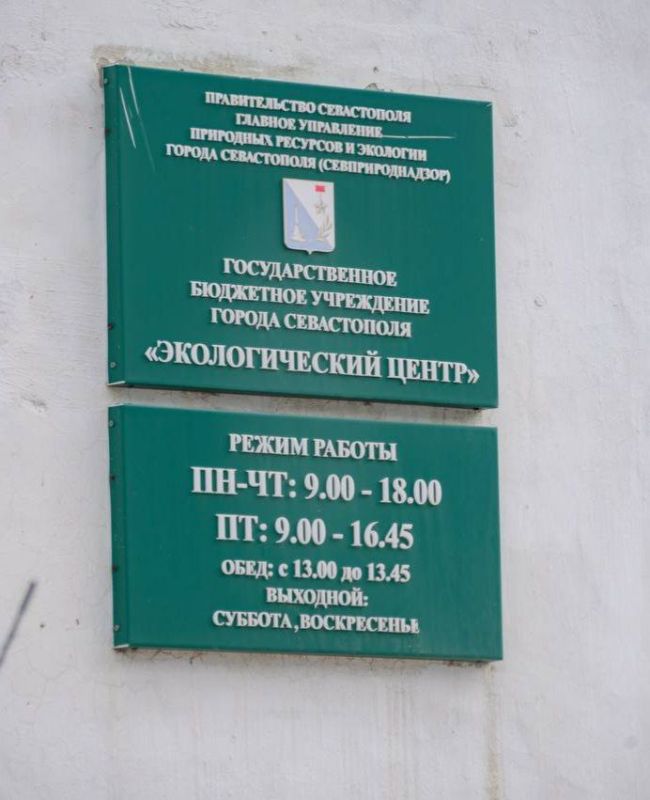 ПРАВИТЕЛЬСТВО СЕВАСТОПОЛЯ
ГЛАВНОЕ УПРАВЛЕНИЕ
ПРИРОДНЫХ РЕСУРСОВ И ЭКОЛОГИИ
ГОРОДА СЕВАСТОПОЛЯ (СЕВПРИРОДНАДЗОР)
ГОСУДАРСТВЕННОЕ
БЮДЖЕТНОЕ УЧРЕЖДЕНИЕ
ГОРОДА СЕВАСТОПОЛЯ
«ЭКОЛОГИЧЕСКИЙ ЦЕНТР»
РЕЖИМ РАБОТЫ
ПН-ЧТ: 9.00 - 18.00
ПТ: 9.00 - 16.45
ОБЕД: с 13.00 до 13.45
ВЫХОДНОЙ:
СУББОТА, ВОСКРЕСЕНЬЕ